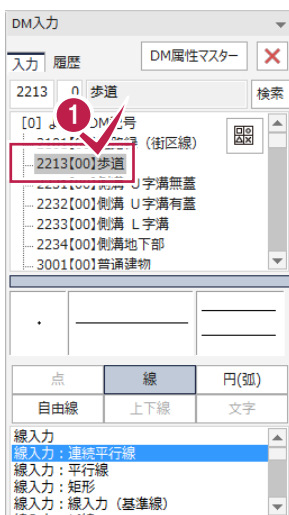 DM入力
入力 履歴 DM属性マスター
2213 0 歩道 検索
[0] DM記号
（街区線）
2213【00】歩道
側溝 U字溝無蓋
2232【00】側溝 U字溝有蓋
2233【00】側溝 L字溝
2234【00】側溝地下部
3001【00】普通建物
1
点 線 円(弧)
自由線 上下線 文字
線入力
線入力：連続平行線
線入力：平行線
線入力：矩形
線入力：線入力（基準線）